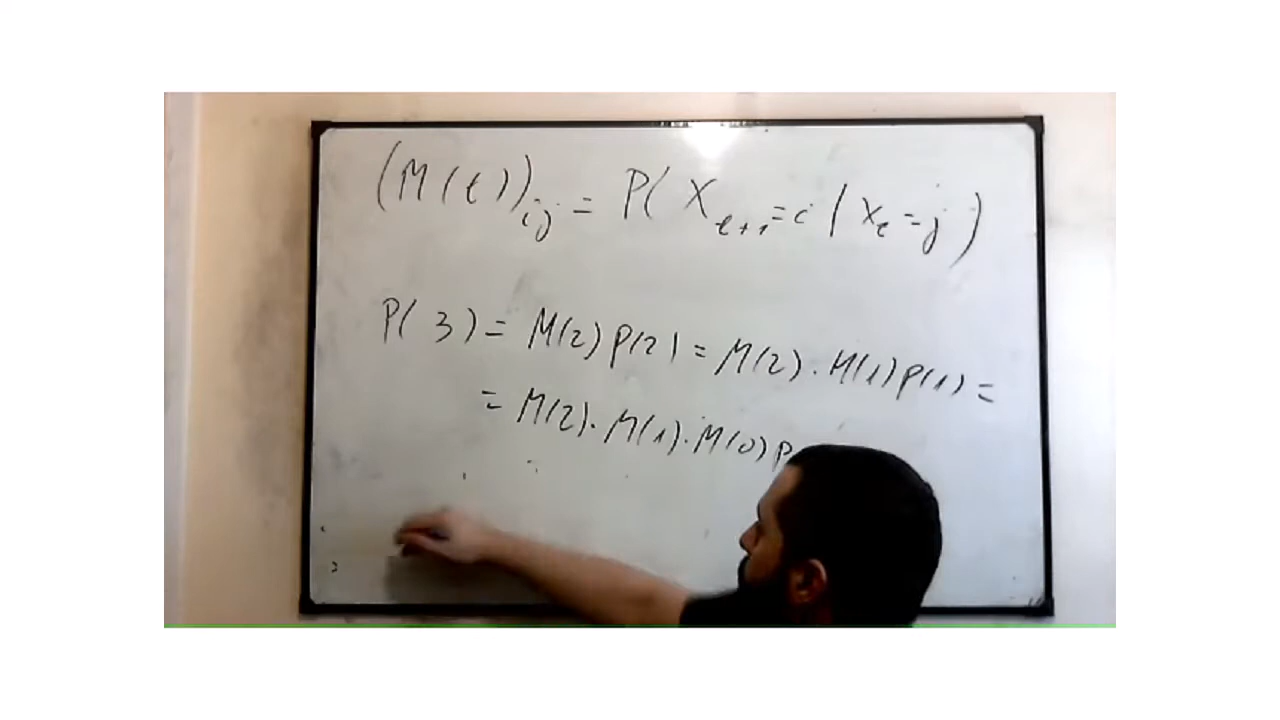 (M(t))ij = P(Xt+1 = i | Xt = j)
P(3) = M(2) P(2) = M(2) · M(1) P(1) =
= M(2) · M(1) · M(0) P